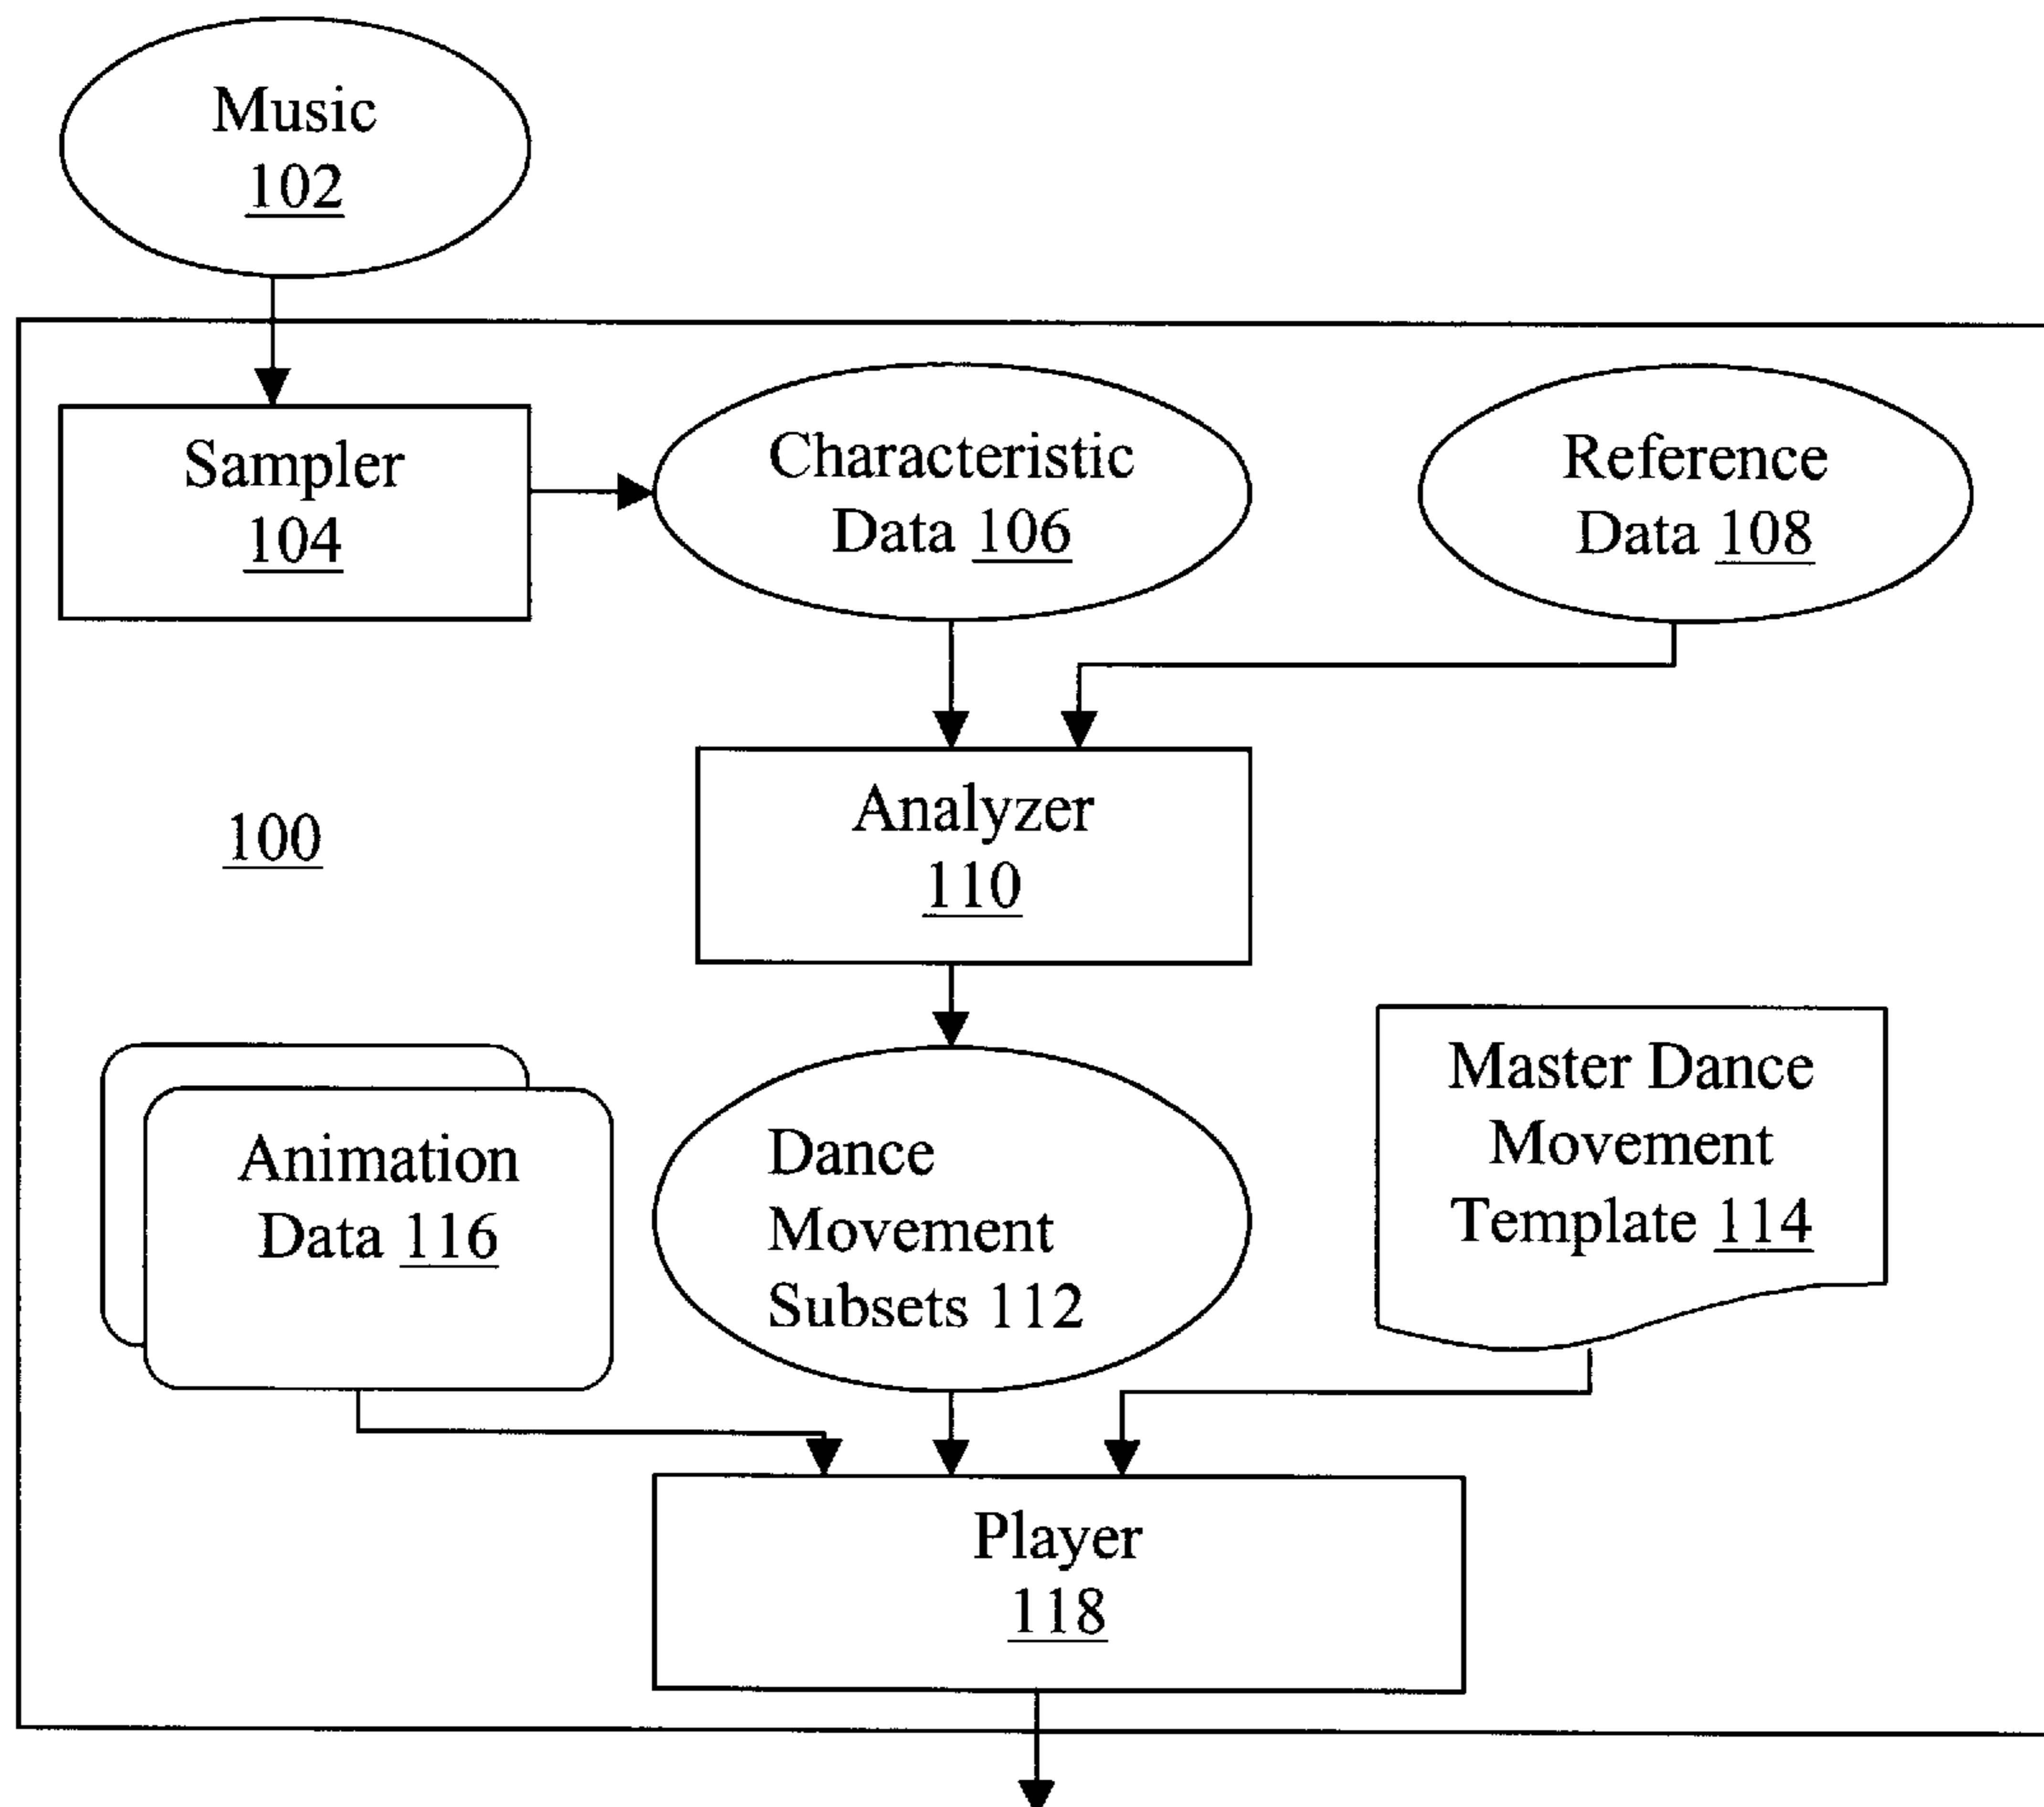 Music
102
Sampler
104
Characteristic
Data 106
Reference
Data 108
100
Analyzer
110
Animation
Data 116
Dance
Movement
Subsets 112
Master Dance
Movement
Template 114
Player
118